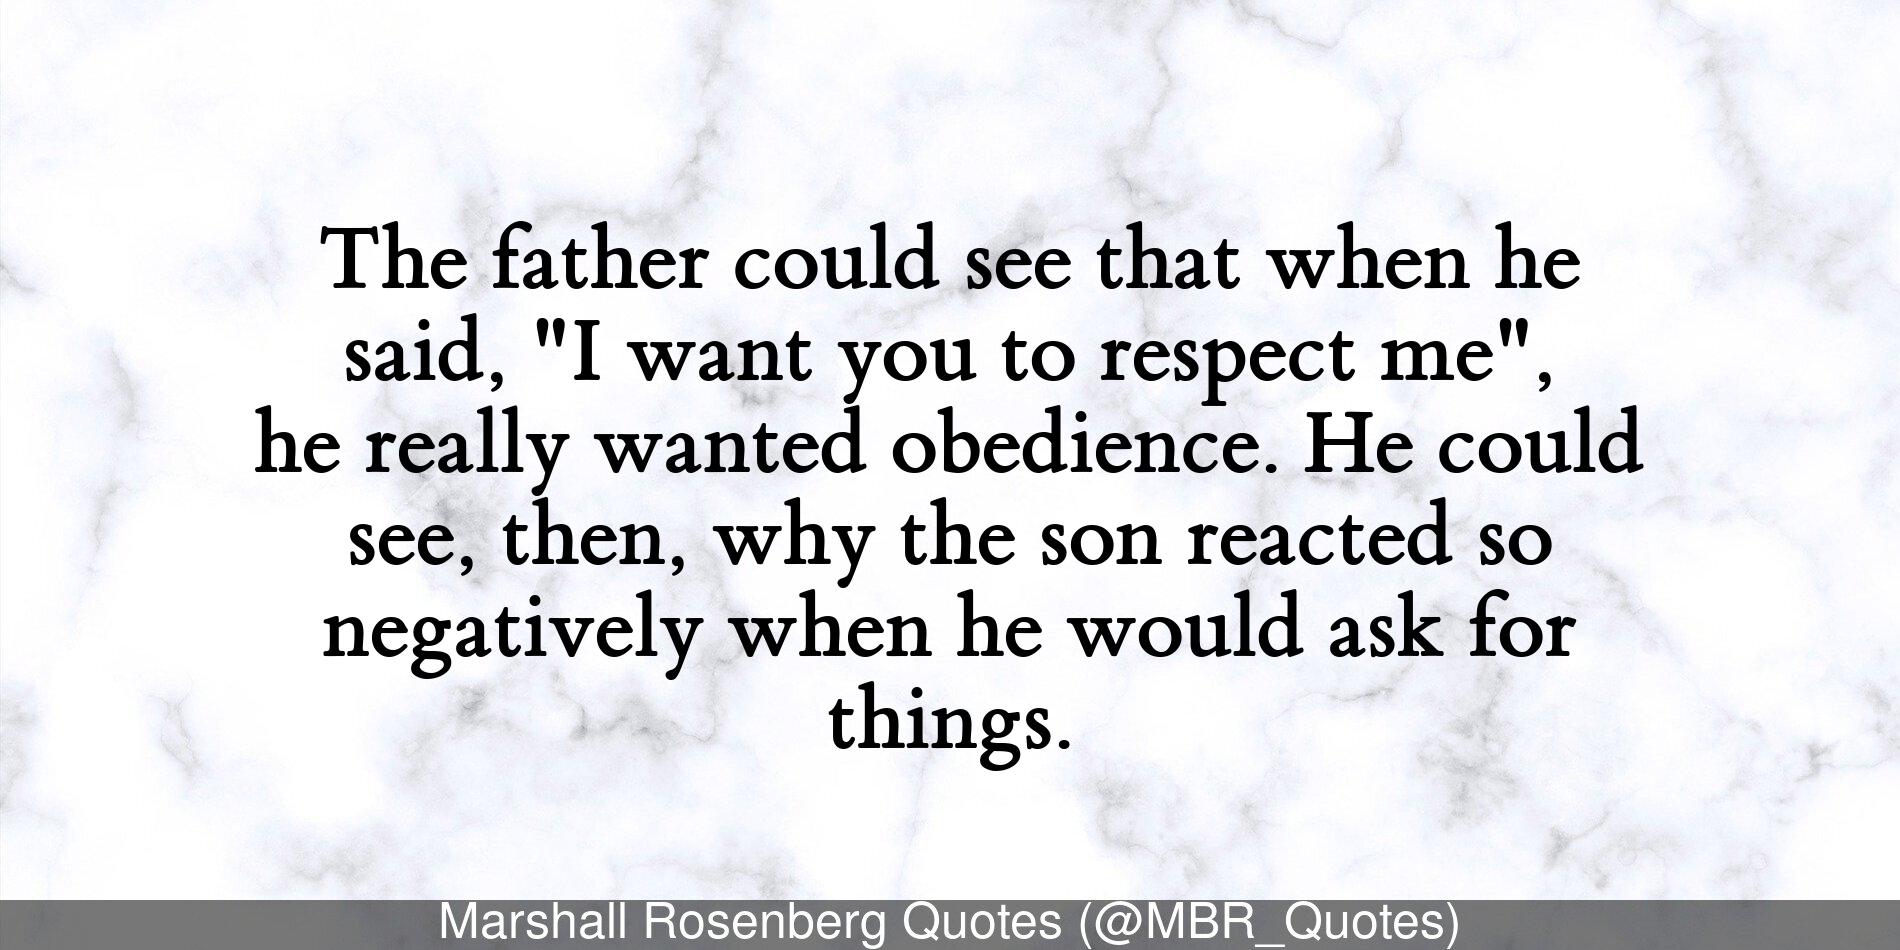 The father could see that when he
said, "I want you to respect me",
he really wanted obedience. He could
see, then, why the son reacted so
negatively when he would ask for
things.
Marshall Rosenberg Quotes (@MBR_Quotes)